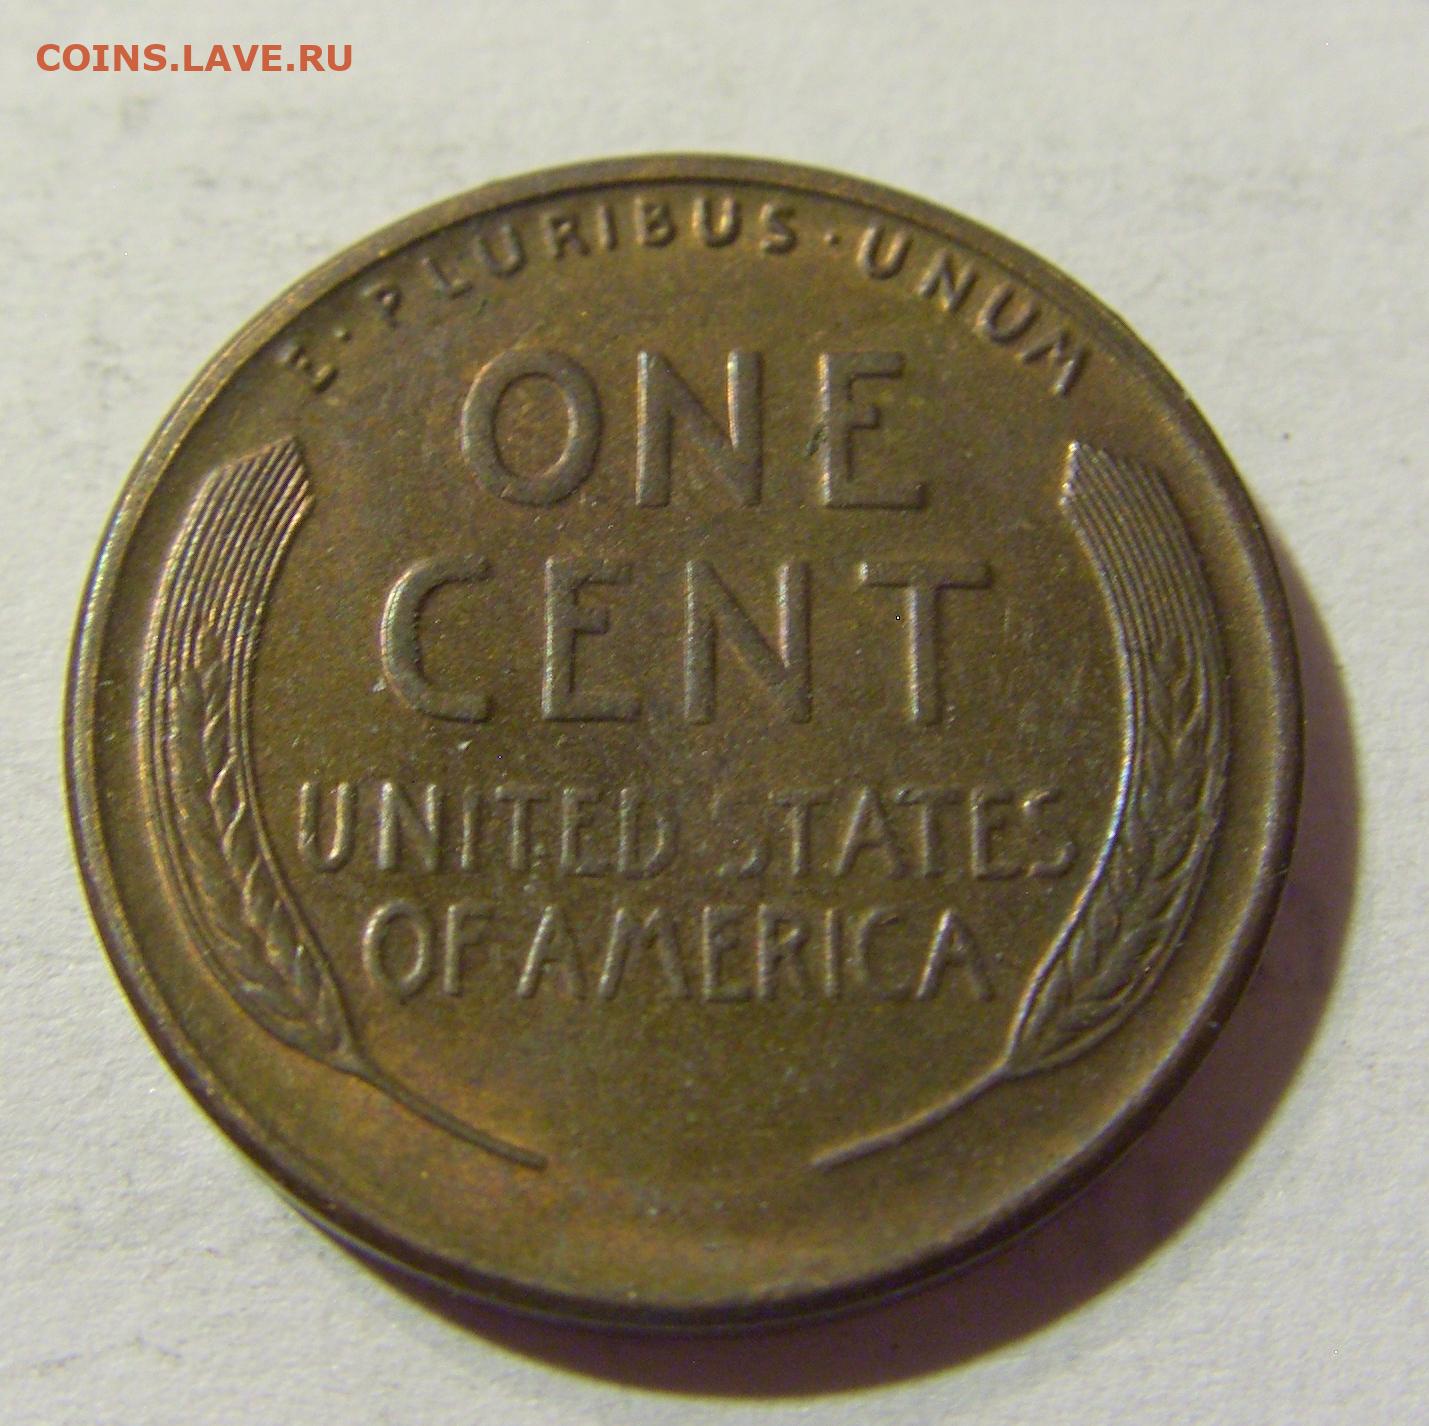 COINS.LAVE.RU
E · PLURIBUS · UNUM
ONE
CENT
UNITED STATES
OF AMERICA